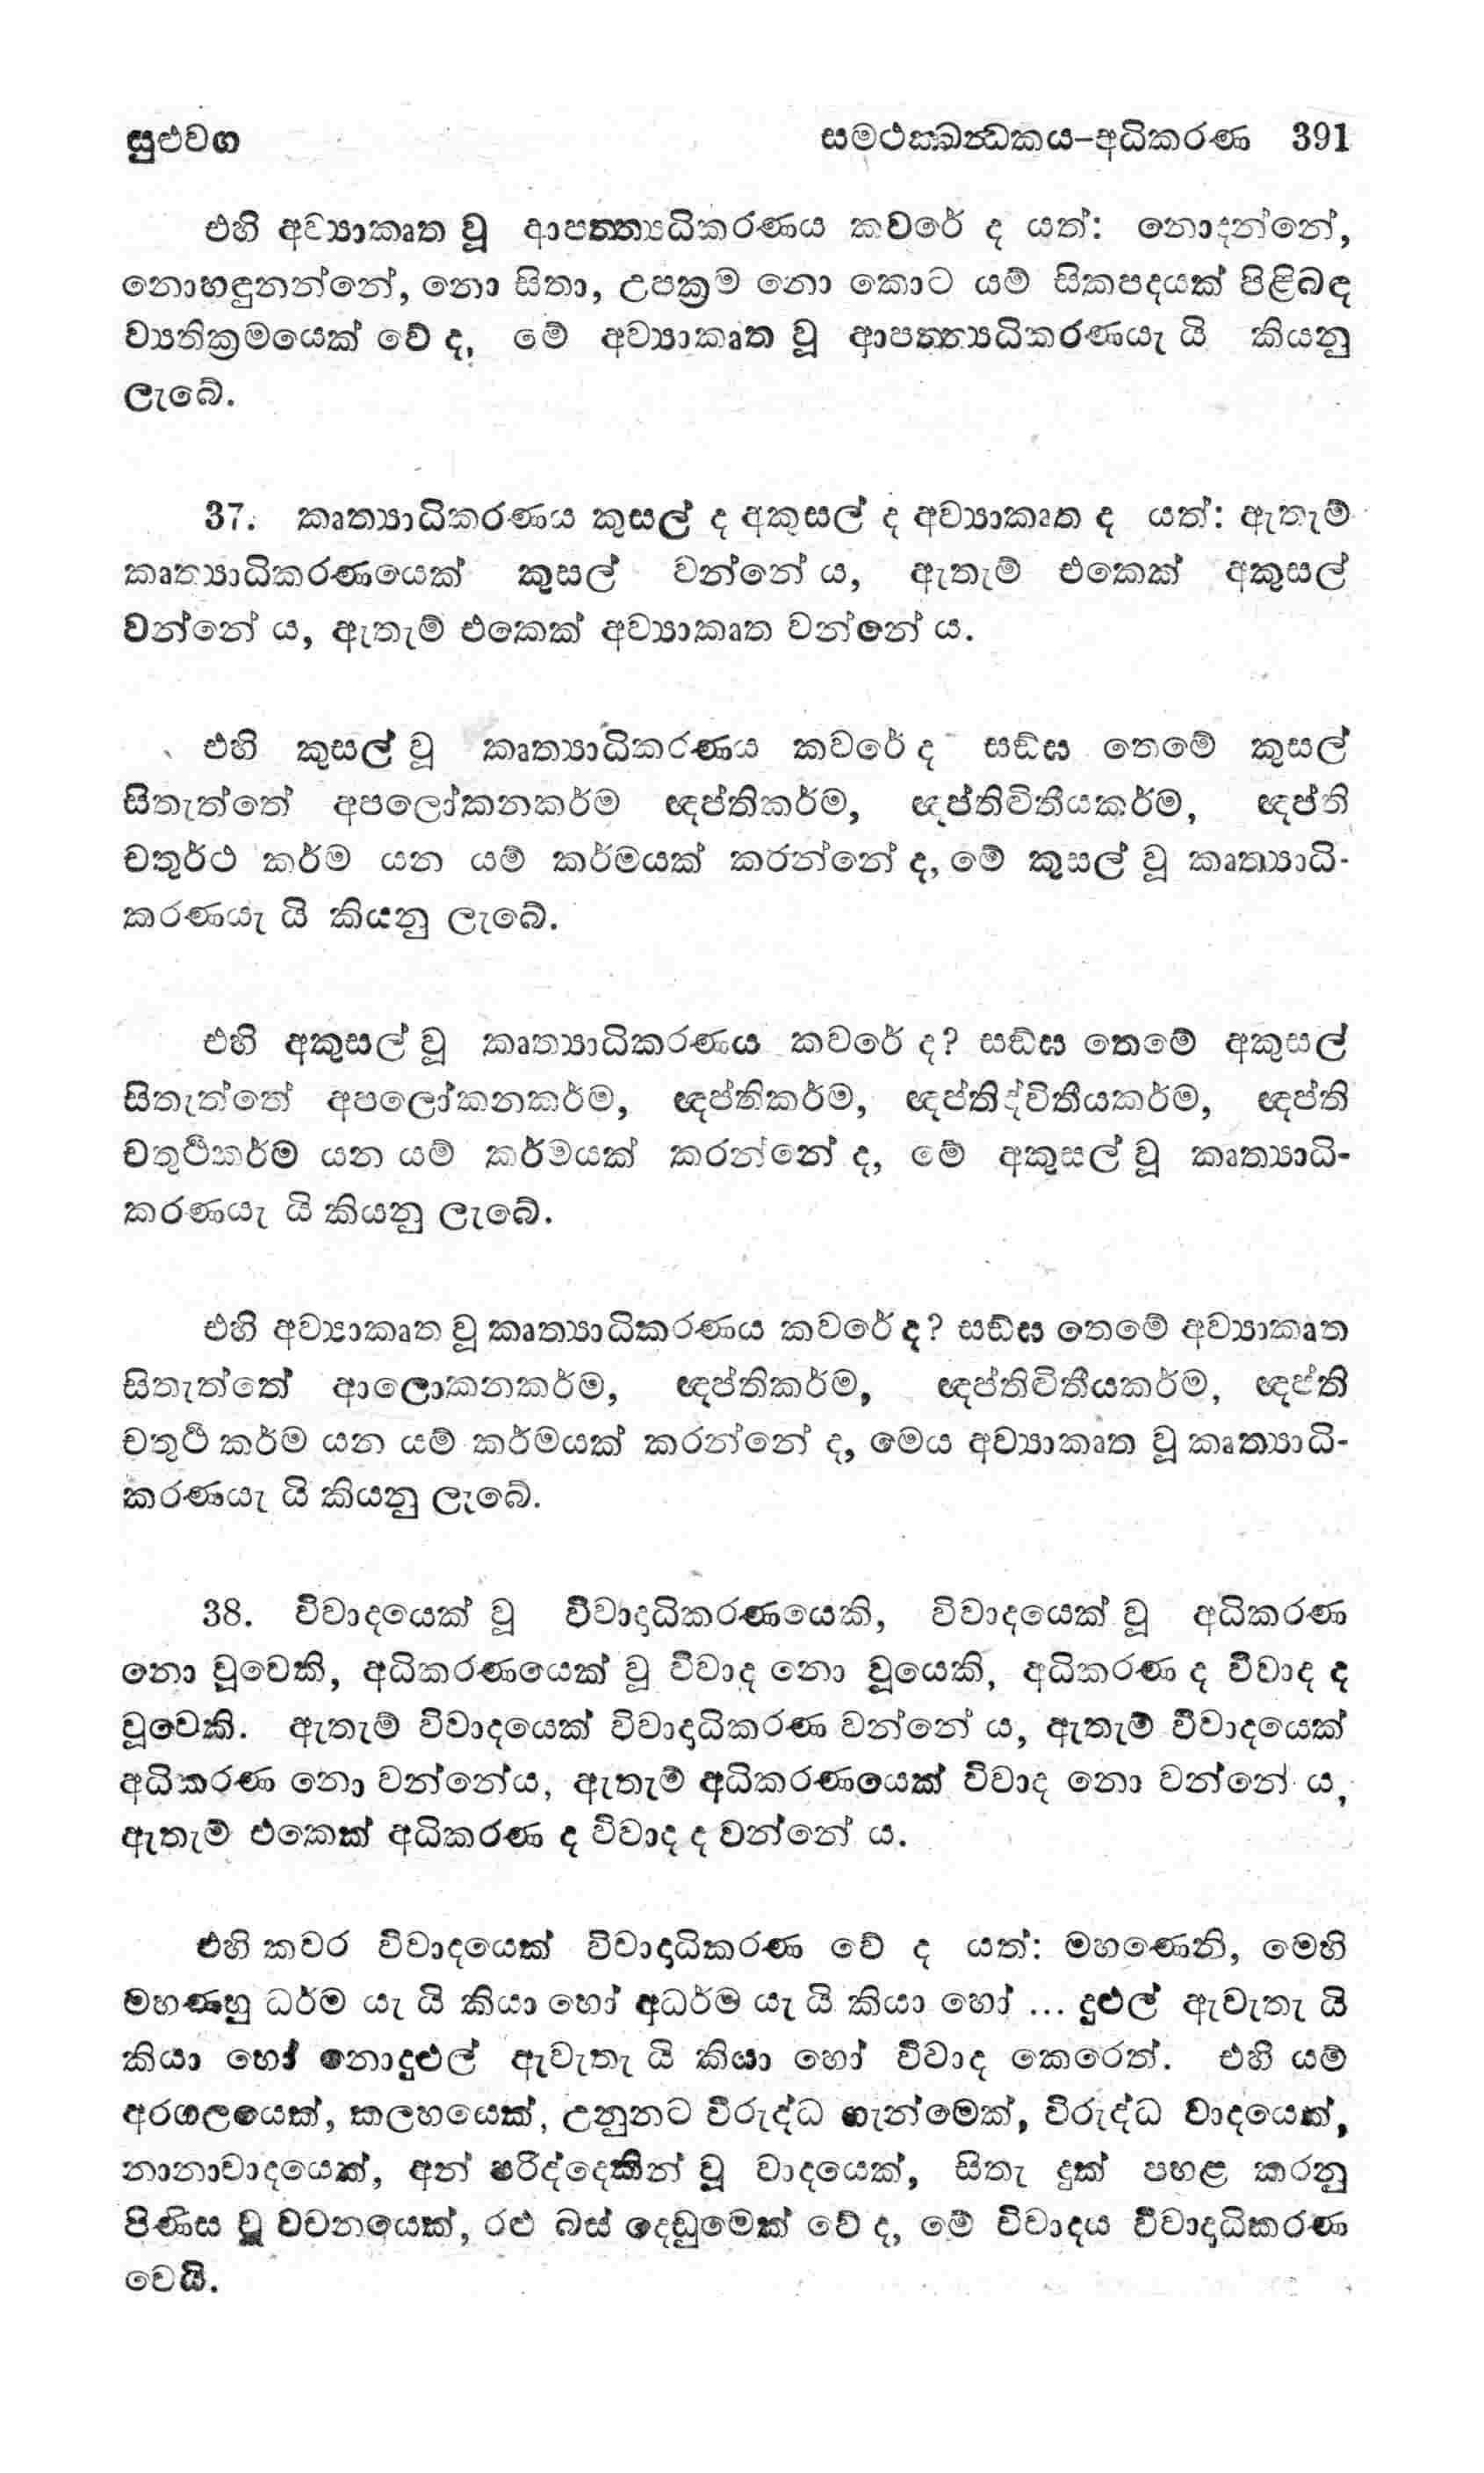 සුළුවග සමථක්ඛන්ධකය-අධිකරණ 391
එහි අව්‍යාකෘත වූ ආපත්ත්‍යධිකරණය කවරේ ද යත්: නොදන්නේ,
නොහඳුනන්නේ, නො සිතා, උපක්‍රම නො කොට යම් සිකපදයක් පිළිබඳ
ව්‍යතික්‍රමයෙක් වේ ද, මේ අව්‍යාකෘත වූ ආපත්ත්‍යධිකරණයැ යි කියනු
ලැබේ.
37. කෘත්‍යාධිකරණය කුසල් ද අකුසල් ද අව්‍යාකෘත ද යත්: ඇතැම්
කෘත්‍යාධිකරණයෙක් කුසල් වන්නේ ය, ඇතැම් එකෙක් අකුසල්
වන්නේ ය, ඇතැම් එකෙක් අව්‍යාකෘත වන්නේ ය.
එහි කුසල් වූ කෘත්‍යාධිකරණය කවරේ ද සඞ්ඝ තෙමේ කුසල්
සිතැත්තේ අපලෝකනකර්ම ඥප්තිකර්ම, ඥප්තිද්විතීයකර්ම, ඥප්ති
චතුර්ථ කර්ම යන යම් කර්මයක් කරන්නේ ද, මේ කුසල් වූ කෘත්‍යාධි-
කරණයැ යි කියනු ලැබේ.
එහි අකුසල් වූ කෘත්‍යාධිකරණය කවරේ ද? සඞ්ඝ තෙමේ අකුසල්
සිතැත්තේ අපලෝකනකර්ම, ඥප්තිකර්ම, ඥප්තිද්විතීයකර්ම, ඥප්ති
චතුර්ථකර්ම යන යම් කර්මයක් කරන්නේ ද, මේ අකුසල් වූ කෘත්‍යාධි-
කරණයැ යි කියනු ලැබේ.
එහි අව්‍යාකෘත වූ කෘත්‍යාධිකරණය කවරේ ද? සඞ්ඝ තෙමේ අව්‍යාකෘත
සිතැත්තේ ආලොකනකර්ම, ඥප්තිකර්ම, ඥප්තිද්විතීයකර්ම, ඥප්ති
චතුර්ථ කර්ම යන යම් කර්මයක් කරන්නේ ද, මෙය අව්‍යාකෘත වූ කෘත්‍යාධි-
කරණයැ යි කියනු ලැබේ.
38. විවාදයෙක් වූ විවාදාධිකරණයෙකි, විවාදයෙක් වූ අධිකරණ
නො වූවෙකි, අධිකරණයෙක් වූ විවාද නො වූයෙකි, අධිකරණ ද විවාද ද
වූවෙකි. ඇතැම් විවාදයෙක් විවාදාධිකරණ වන්නේ ය, ඇතැම් විවාදයෙක්
අධිකරණ නො වන්නේය, ඇතැම් අධිකරණයෙක් විවාද නො වන්නේ ය,
ඇතැම් එකෙක් අධිකරණ ද විවාද ද වන්නේ ය.
එහි කවර විවාදයෙක් විවාදාධිකරණ වේ ද යත්: මහණෙනි, මෙහි
මහණහු ධර්ම යැ යි කියා හෝ අධර්ම යැ යි කියා හෝ ... දුළුල් ඇවැතැ යි
කියා හෝ නොදුළුල් ඇවැතැ යි කියා හෝ විවාද කෙරෙත්. එහි යම්
අරගලයෙක්, කලහයෙක්, උනුනට විරුද්ධ ගැන්මෙක්, විරුද්ධ වාදයෙක්,
නානාවාදයෙක්, අන් පරිද්දෙකින් වූ වාදයෙක්, සිතැ දුක් පහළ කරනු
පිණිස වූ වචනයෙක්, රළු බස් දෙඩුමෙක් වේ ද, මේ විවාදය විවාදාධිකරණ
වෙයි.